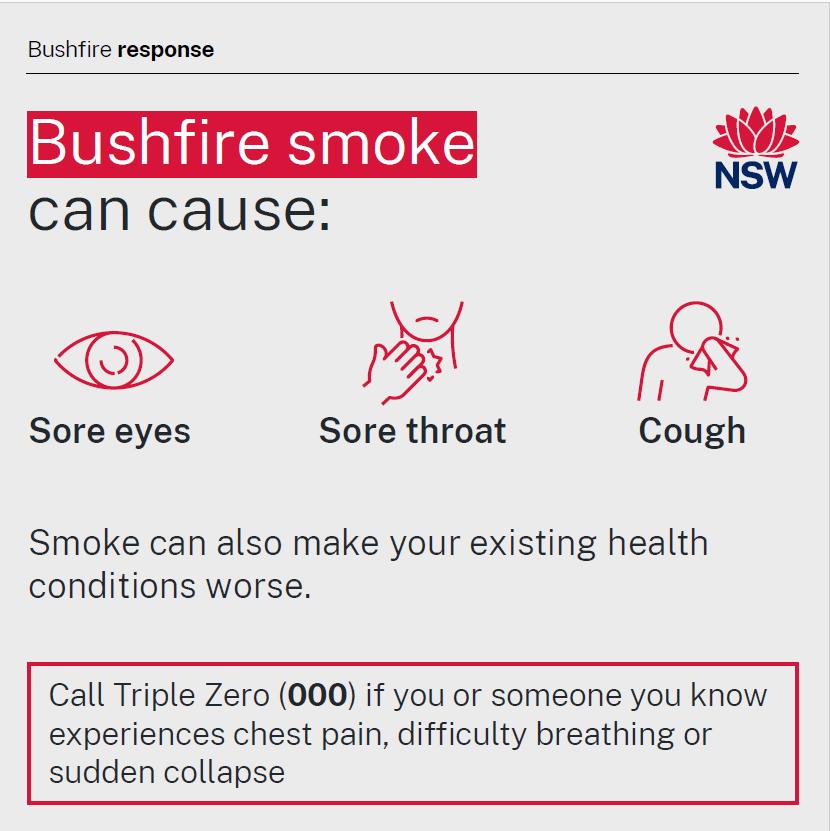 Bushfire response
Bushfire smoke
can cause:
NSW
Sore eyes
Sore throat
Cough
Smoke can also make your existing health
conditions worse.
Call Triple Zero (000) if you or someone you know
experiences chest pain, difficulty breathing or
sudden collapse